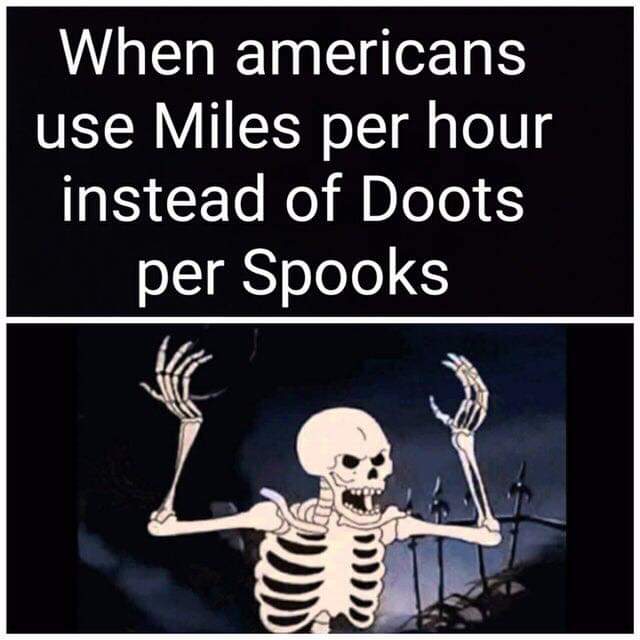 When americans
use Miles per hour
instead of Doots
per Spooks